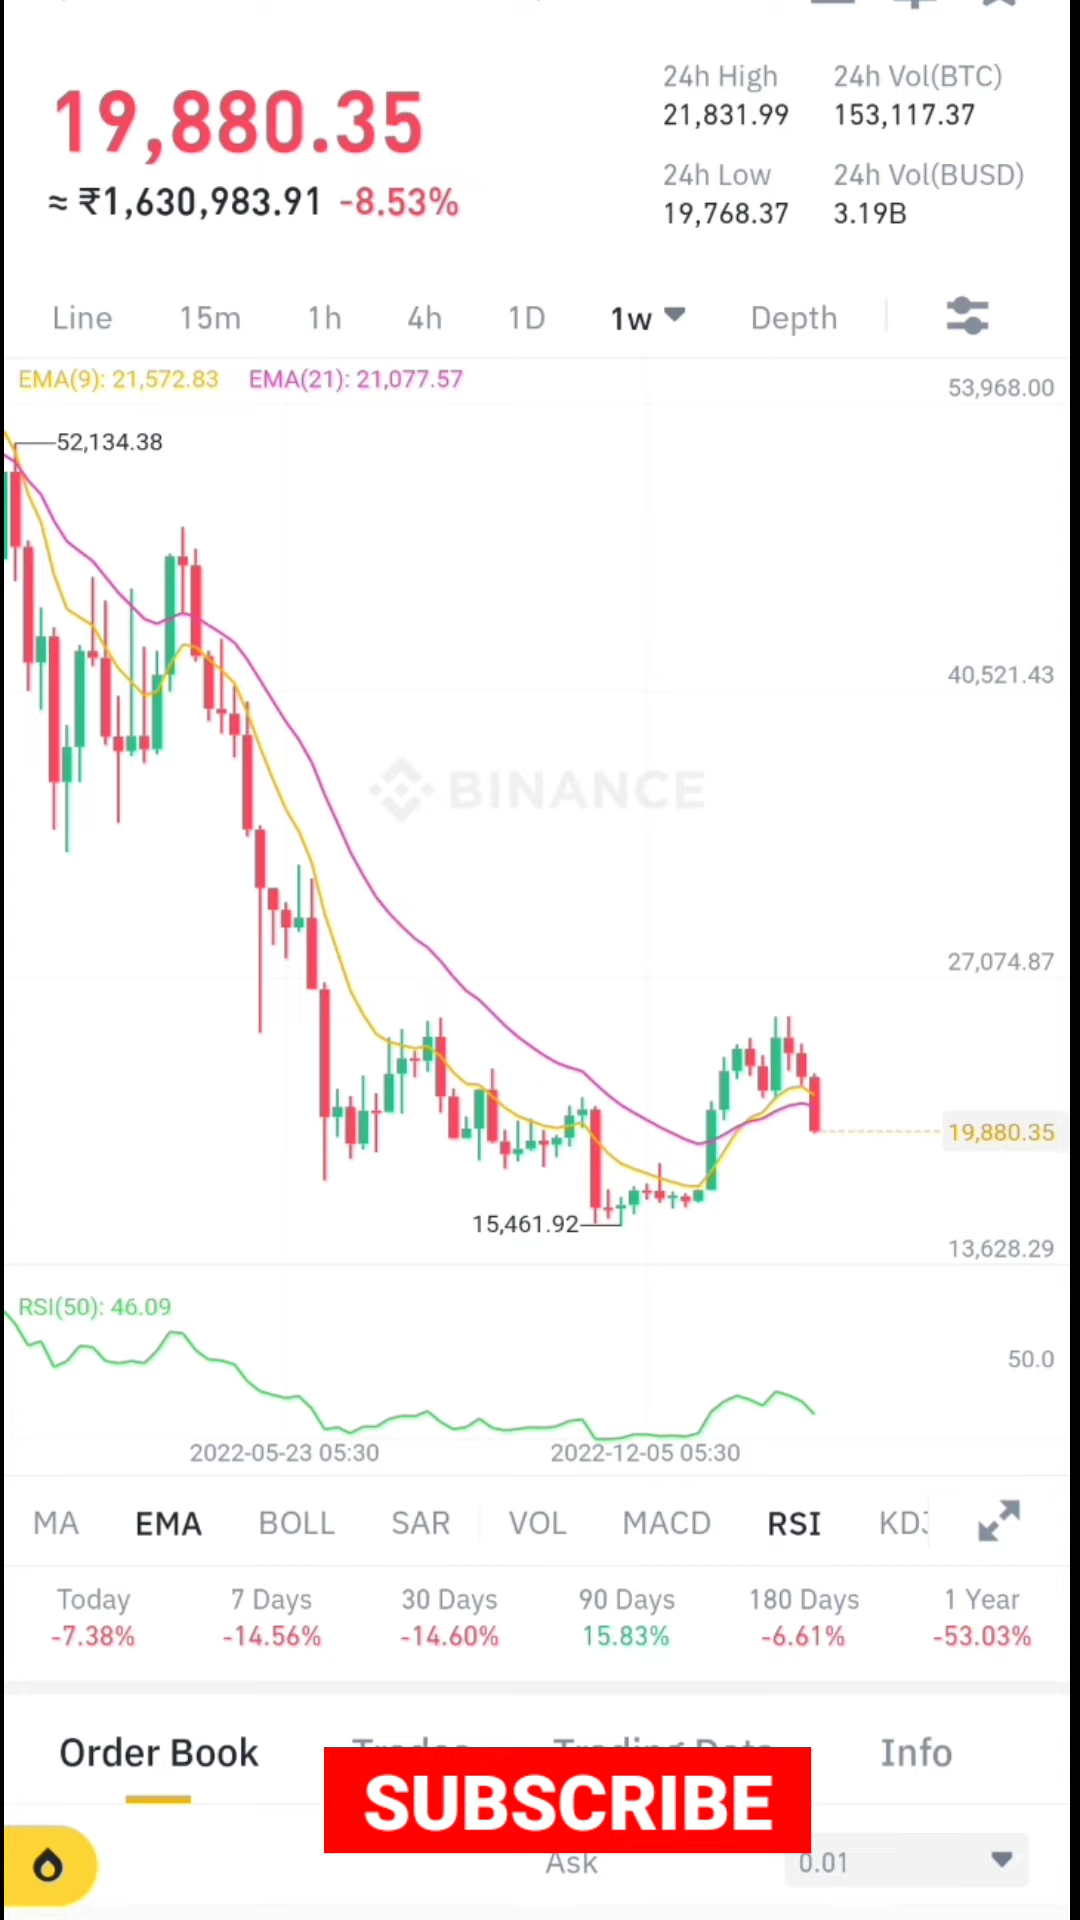 19,880.35
≈ ₹1,630,983.91 -8.53%
24h High
21,831.99
24h Vol(BTC)
153,117.37
24h Low
19,768.37
24h Vol(BUSD)
3.19B
Line 15m 1h 4h 1D 1w Depth
EMA(9): 21,572.83 EMA(21): 21,077.57
53,968.00
52,134.38
40,521.43
BINANCE
27,074.87
19,880.35
15,461.92
13,628.29
RSI(50): 46.09
50.0
2022-05-23 05:30 2022-12-05 05:30
MA EMA BOLL SAR VOL MACD RSI KDJ
Today 7 Days 30 Days 90 Days 180 Days 1 Year
-7.38% -14.56% -14.60% 15.83% -6.61% -53.03%
Order Book Trades Trading Data Info
SUBSCRIBE
Ask 0.01